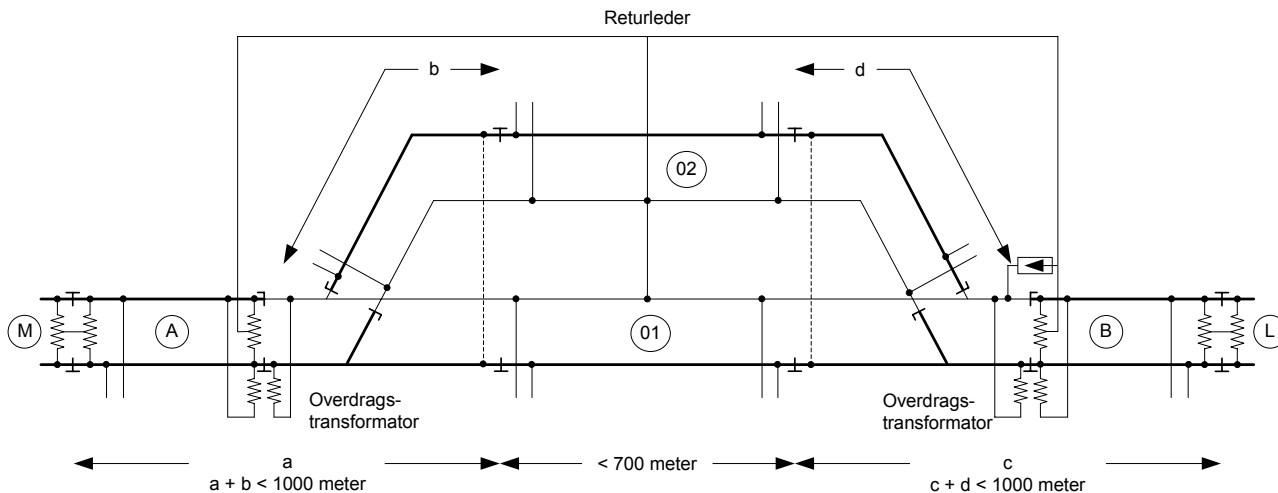 Returleder
b
d
02
M
A
01
B
L
Overdrags-
transformator
Overdrags-
transformator
a
a + b < 1000 meter
< 700 meter
c
c + d < 1000 meter